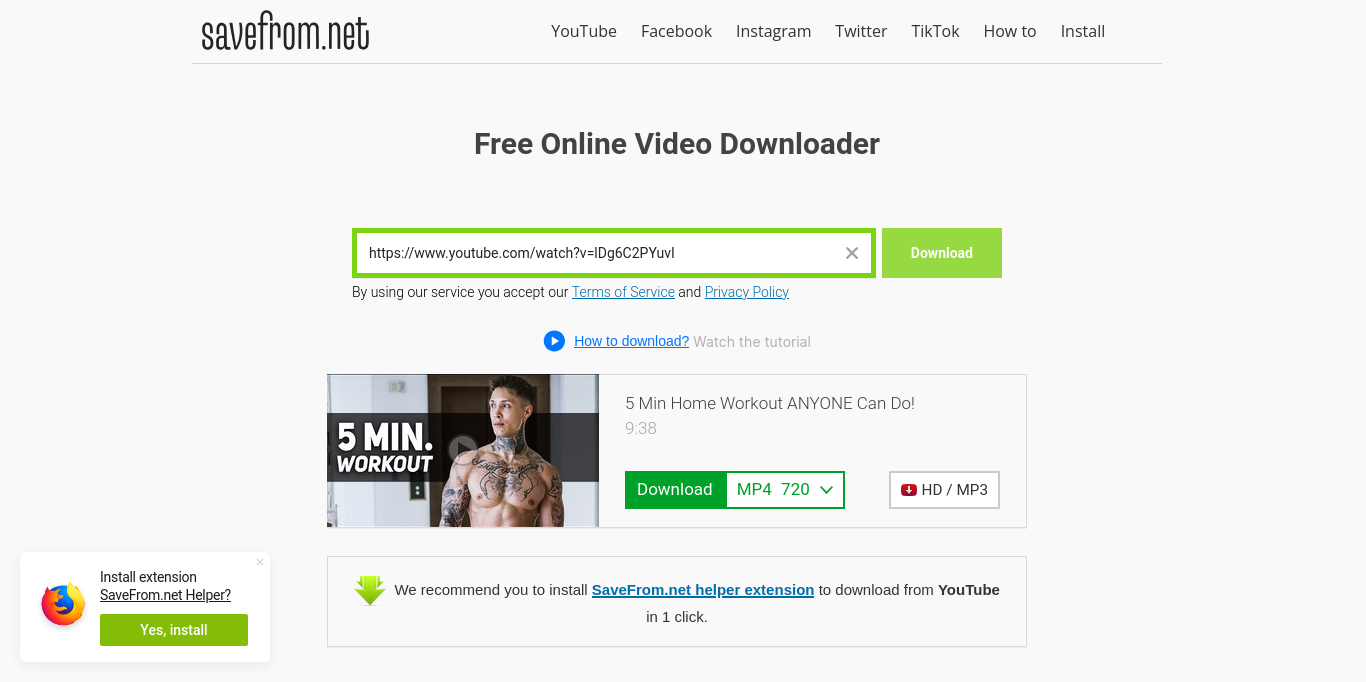 savefrom.net
YouTube Facebook Instagram Twitter TikTok How to Install
Free Online Video Downloader
https://www.youtube.com/watch?v=lDg6C2PYuvI
Download
By using our service you accept our Terms of Service and Privacy Policy
How to download? Watch the tutorial
5 MIN.
WORKOUT
5 Min Home Workout ANYONE Can Do!
9:38
Download MP4 720
HD / MP3
We recommend you to install SaveFrom.net helper extension to download from YouTube
in 1 click.
Install extension
SaveFrom.net Helper?
Yes, install